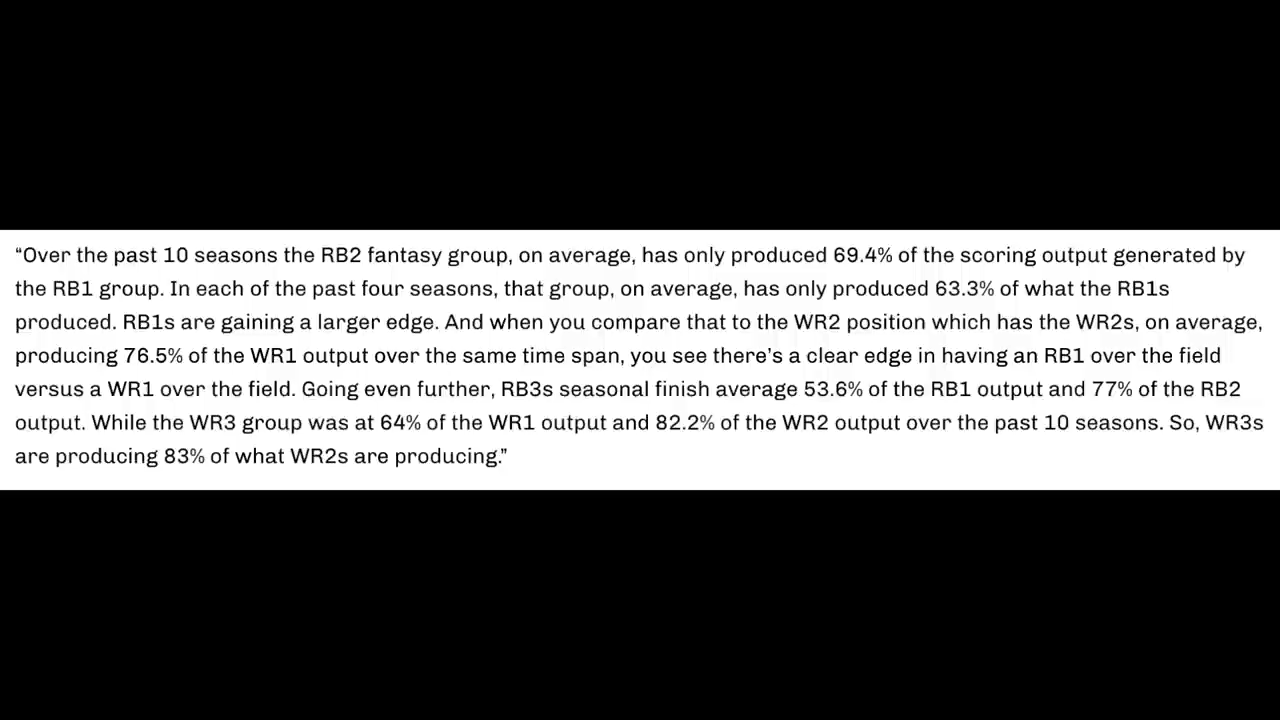 “Over the past 10 seasons the RB2 fantasy group, on average, has only produced 69.4% of the scoring output generated by
the RB1 group. In each of the past four seasons, that group, on average, has only produced 63.3% of what the RB1s
produced. RB1s are gaining a larger edge. And when you compare that to the WR2 position which has the WR2s, on average,
producing 76.5% of the WR1 output over the same time span, you see there’s a clear edge in having an RB1 over the field
versus a WR1 over the field. Going even further, RB3s seasonal finish average 53.6% of the RB1 output and 77% of the RB2
output. While the WR3 group was at 64% of the WR1 output and 82.2% of the WR2 output over the past 10 seasons. So, WR3s
are producing 83% of what WR2s are producing.”